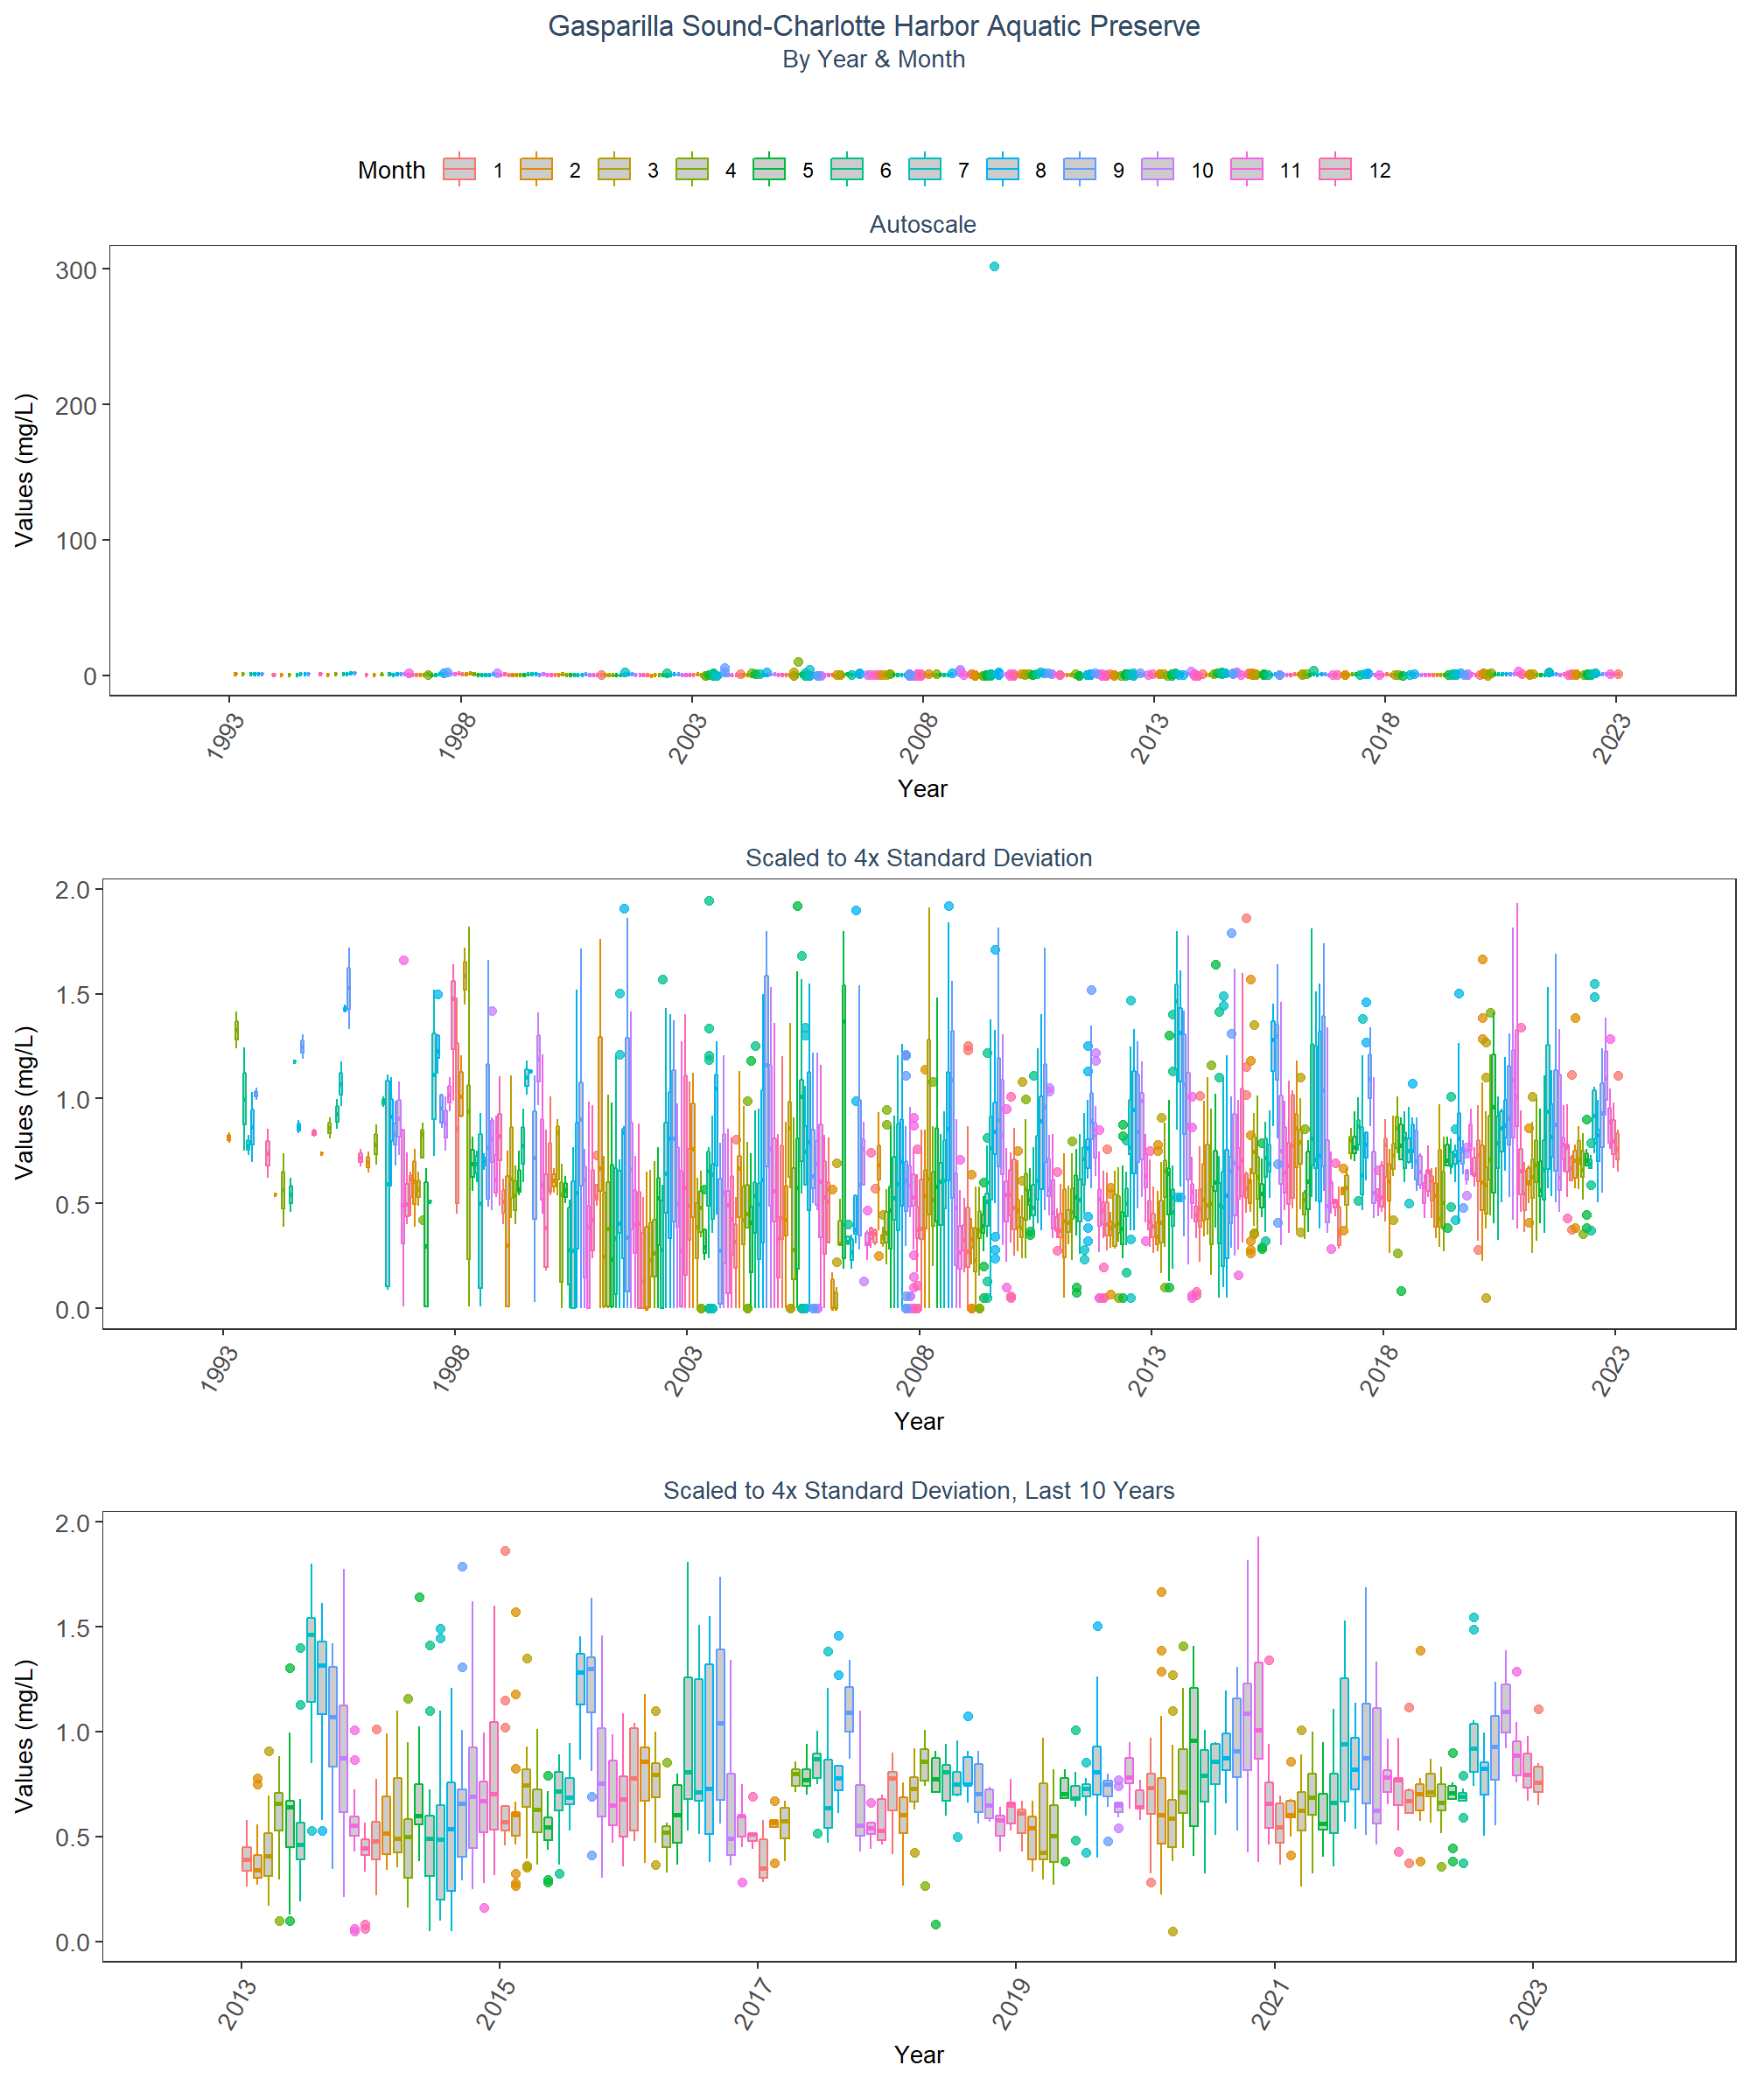 Gasparilla Sound-Charlotte Harbor Aquatic Preserve
By Year & Month
Month 1 2 3 4 5 6 7 8 9 10 11 12
Autoscale
300
200
100
0
Values (mg/L)
1993 1998 2003 2008 2013 2018 2023
Year
Scaled to 4x Standard Deviation
2.0
1.5
1.0
0.5
0.0
Values (mg/L)
1993 1998 2003 2008 2013 2018 2023
Year
Scaled to 4x Standard Deviation, Last 10 Years
2.0
1.5
1.0
0.5
0.0
Values (mg/L)
2013 2015 2017 2019 2021 2023
Year